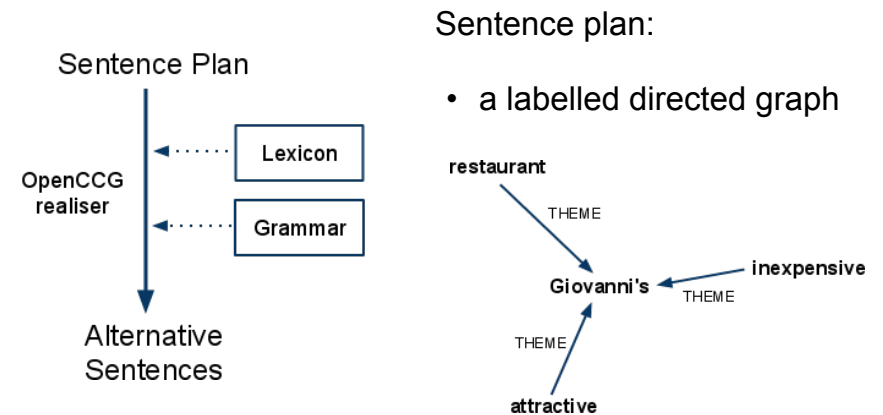 Sentence Plan
OpenCCG
realiser
Lexicon
Grammar
Alternative
Sentences
Sentence plan:
• a labelled directed graph
restaurant
THEME
inexpensive
Giovanni's
THEME
THEME
attractive